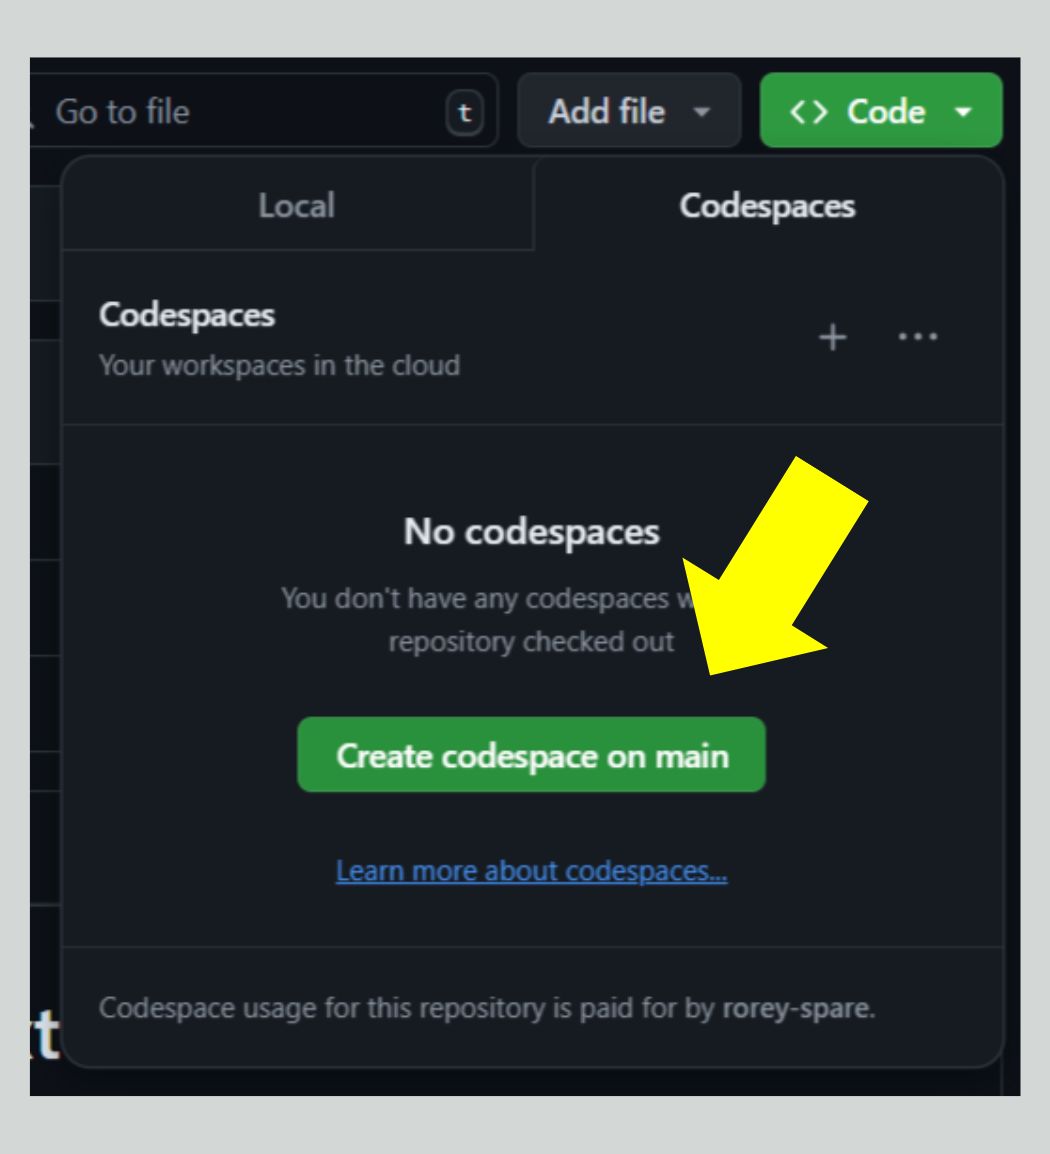 Go to file
t
Add file
<> Code
Local
Codespaces
Codespaces
Your workspaces in the cloud
No codespaces
You don't have any codespaces
repository checked out
Create codespace on main
Learn more about codespaces...
Codespace usage for this repository is paid for by rorey-spare.